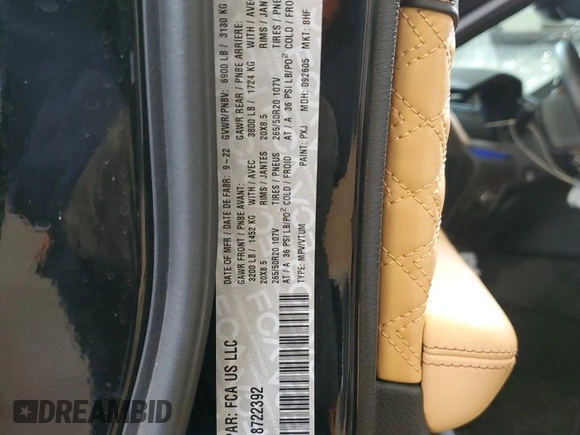 PAR: FCA US LLC
DATE OF MFR / DATE DE FABR: 9-22
GVWR/PNBV: 6900 LB / 3130 KG
GAWR FRONT / PNBE AVANT:
GAWR REAR / PNBE ARRIERE:
3200 LB / 1452 KG WITH / AVEC
3800 LB / 1724 KG WITH / AVEC
20X8.5 RIMS / JANTES
20X8.5 RIMS / JANTES
265/50R20 107V TIRES / PNEUS
265/50R20 107V TIRES / PNEUS
AT / A 36 PSI LB/PO² COLD / FROID
AT / A 36 PSI LB/PO² COLD / FROID
8722392
TYPE: MPV/VTUM
PAINT: PXJ
MDH: 092605
MKT: 8HF
DREAMBID